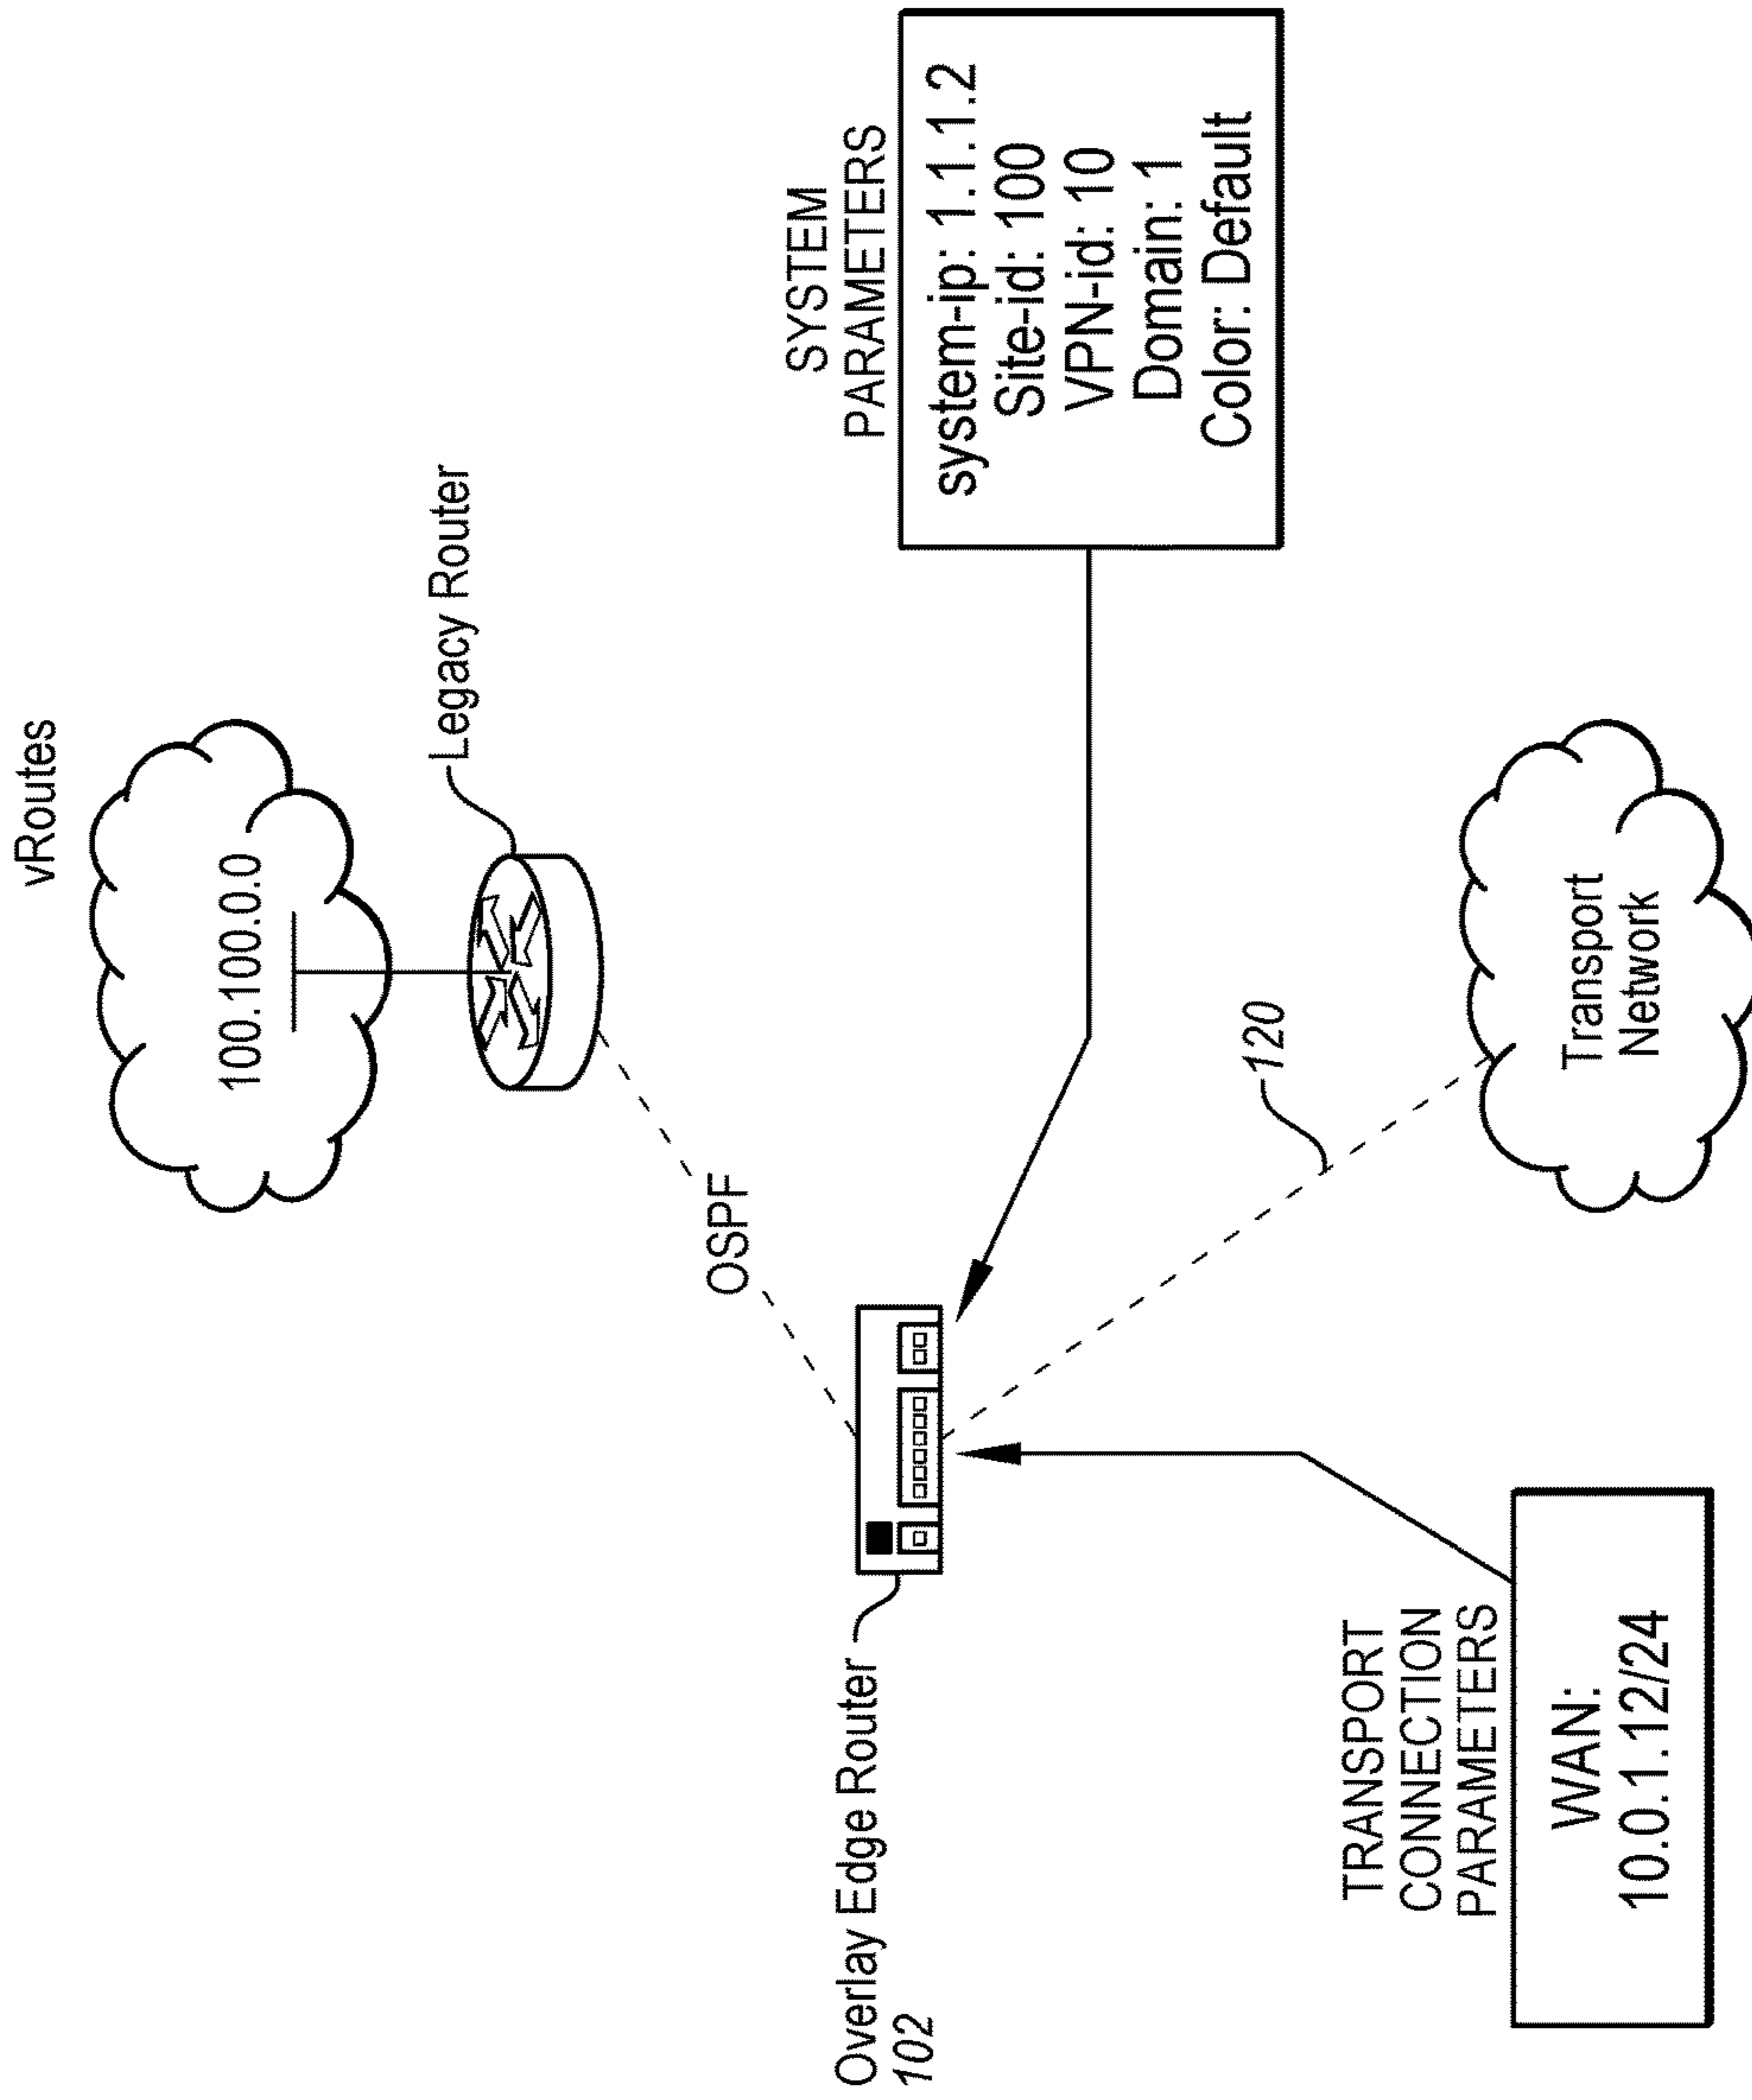 vRoutes
100.100.0.0
Legacy Router
OSPF
SYSTEM
PARAMETERS
system-ip: 1.1.1.2
Site-id: 100
VPN-id: 10
Domain: 1
Color: Default
Overlay Edge Router
102
120
TRANSPORT
CONNECTION
PARAMETERS
WAN:
10.0.1.12/24
Transport
Network